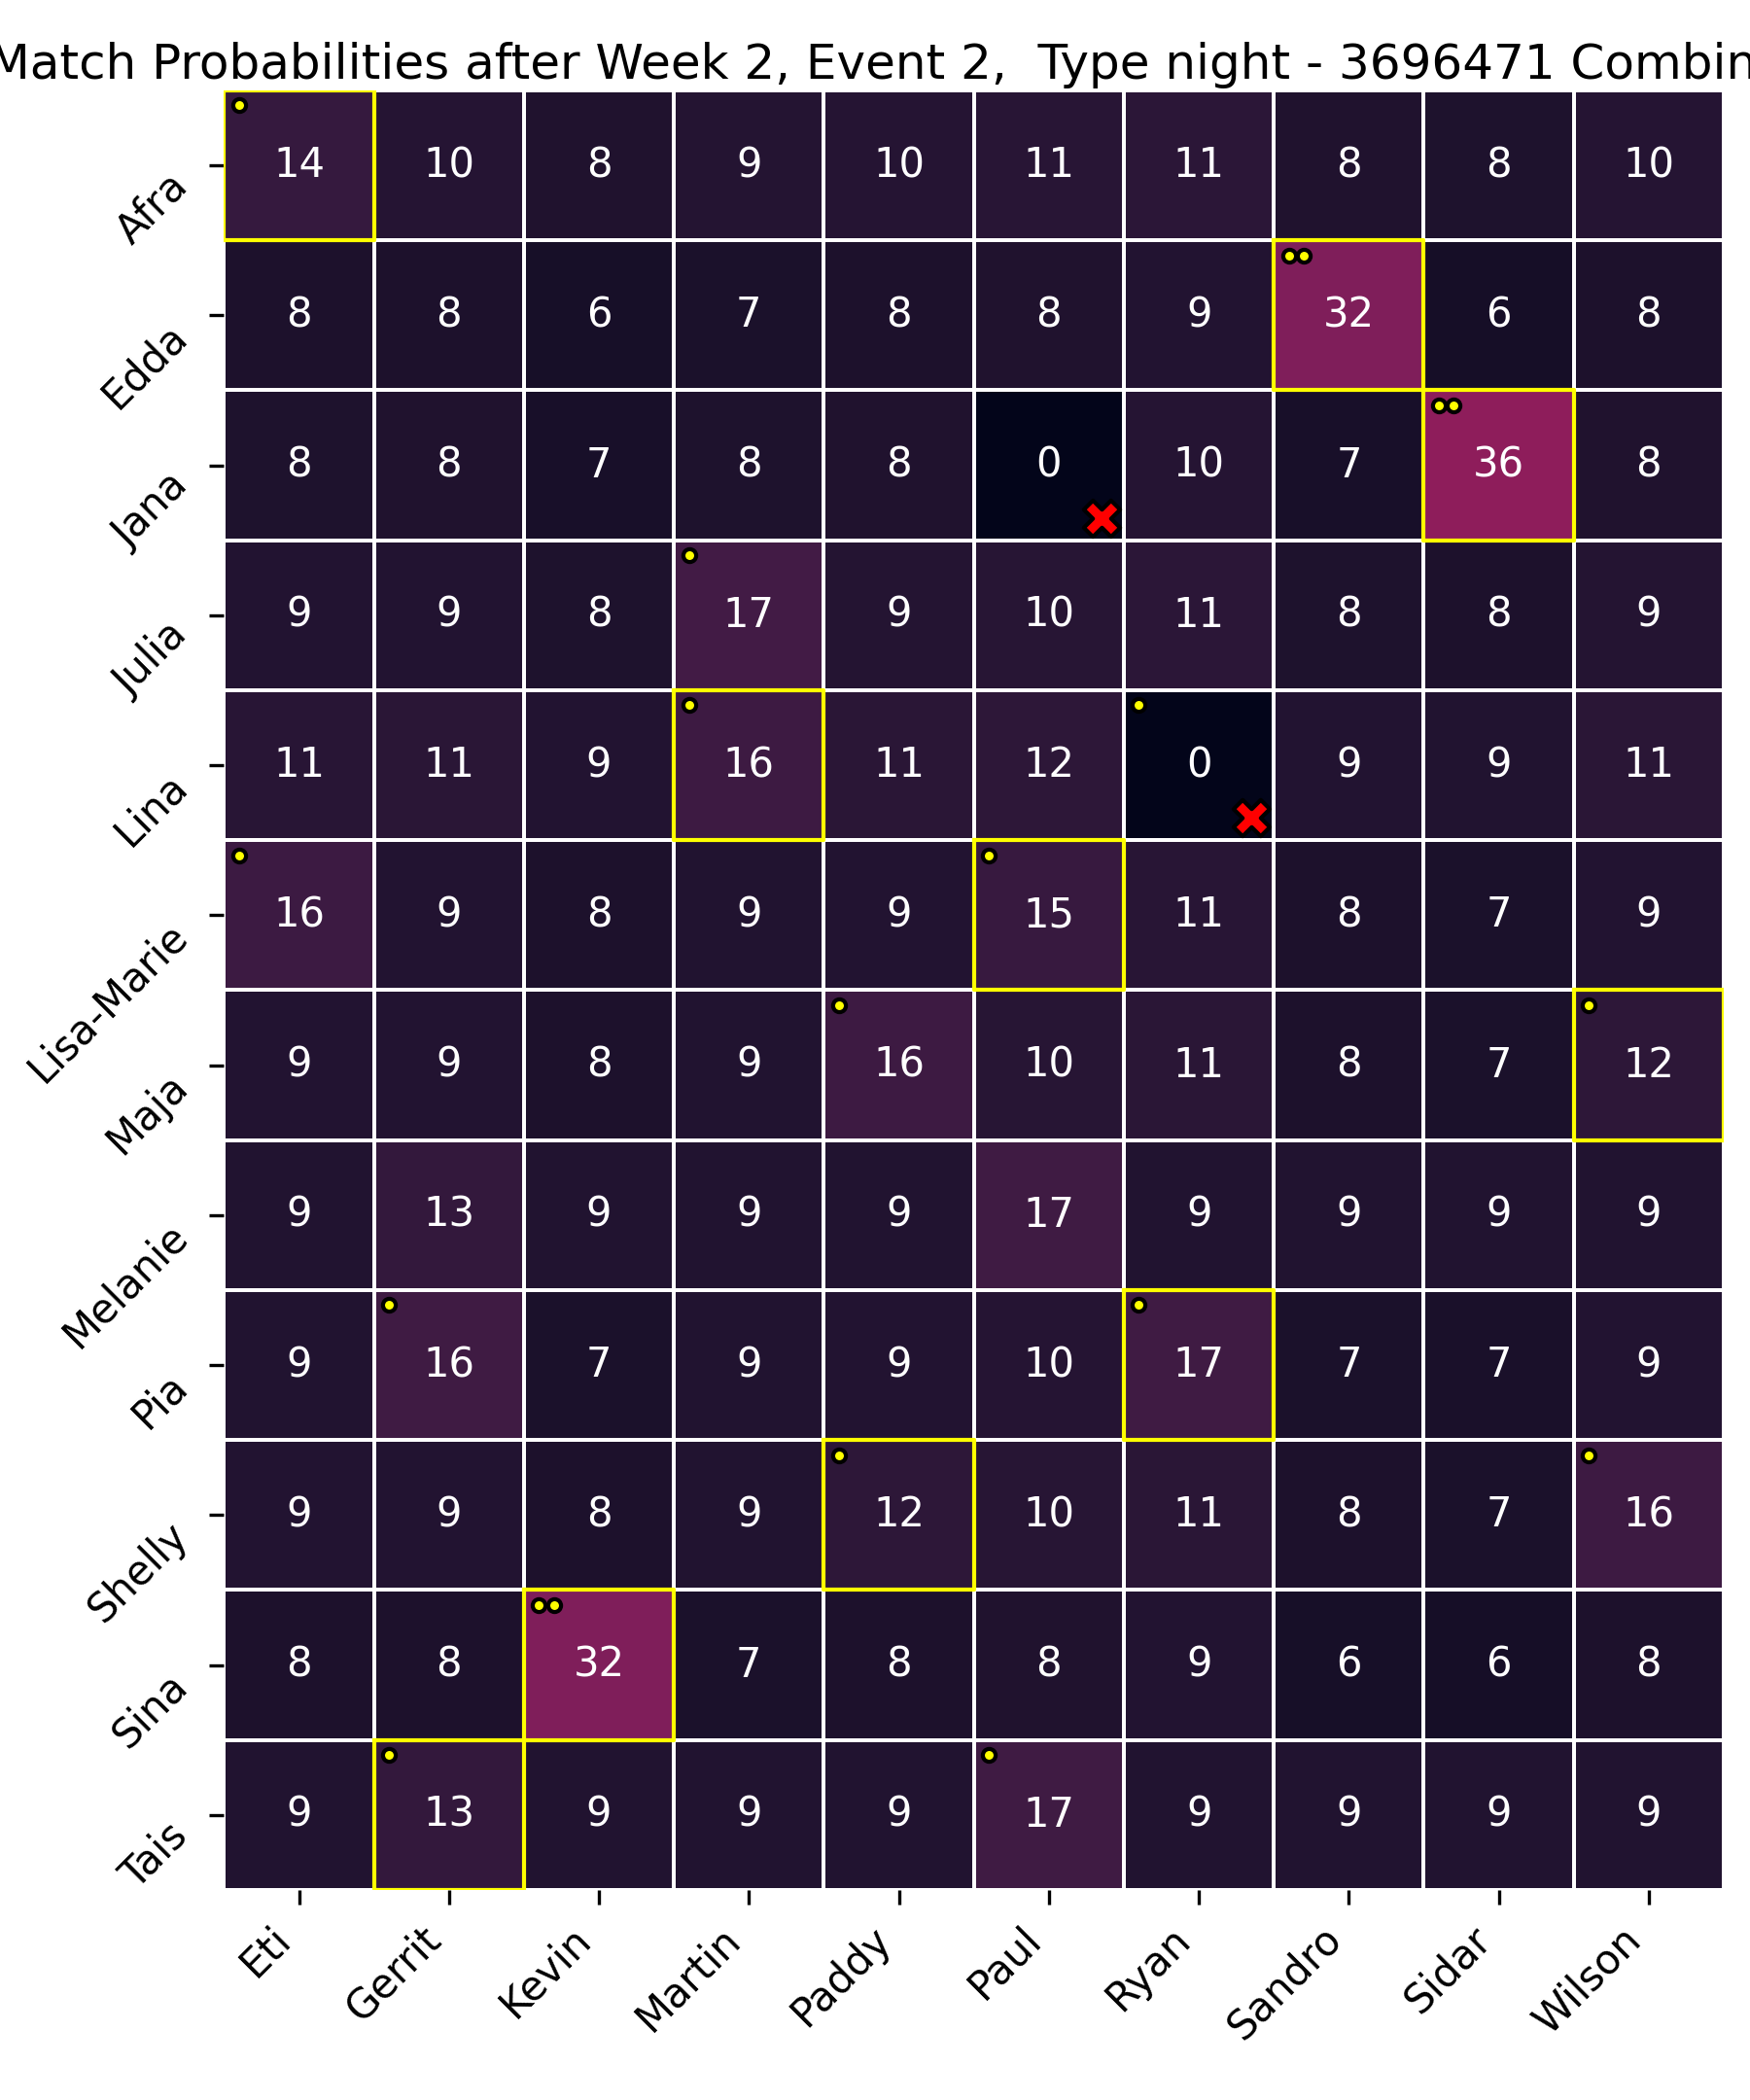 Match Probabilities after Week 2, Event 2, Type night - 3696471 Combin
Afra 14 10 8 9 10 11 11 8 8 10
Edda 8 8 6 7 8 8 9 32 6 8
Jana 8 8 7 8 8 0 10 7 36 8
Julia 9 9 8 17 9 10 11 8 8 9
Lina 11 11 9 16 11 12 0 9 9 11
Lisa-Marie 16 9 8 9 9 15 11 8 7 9
Maja 9 9 8 9 16 10 11 8 7 12
Melanie 9 13 9 9 9 17 9 9 9 9
Pia 9 16 7 9 9 10 17 7 7 9
Shelly 9 9 8 9 12 10 11 8 7 16
Sina 8 8 32 7 8 8 9 6 6 8
Tais 9 13 9 9 9 17 9 9 9 9
Eti Gerrit Kevin Martin Paddy Paul Ryan Sandro Sidar Wilson